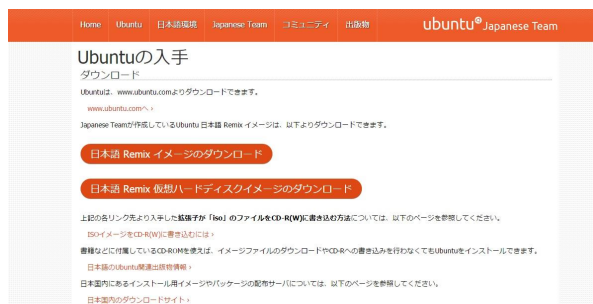 Home Ubuntu 日本語環境 Japanese Team コミュニティ 出版物 ubuntu® Japanese Team
Ubuntuの入手
ダウンロード
Ubuntuは、www.ubuntu.comよりダウンロードできます。
www.ubuntu.comへ ›
Japanese Teamが作成しているUbuntu 日本語 Remix イメージは、以下よりダウンロードできます。
日本語 Remix イメージのダウンロード
日本語 Remix 仮想ハードディスクイメージのダウンロード
上記の各リンク先より入手した拡張子が「iso」のファイルをCD-R(W)に書き込む方法については、以下のページを参照してください。
ISOイメージをCD-R(W)に書き込むには ›
書籍などに付属しているCD-ROMを使えば、イメージファイルのダウンロードやCD-Rへの書き込みを行わなくてもUbuntuをインストールできます。
日本語のUbuntu関連出版物情報 ›
日本国内にあるインストール用イメージやパッケージの配布サーバについては、以下のページを参照してください。
日本国内のダウンロードサイト ›